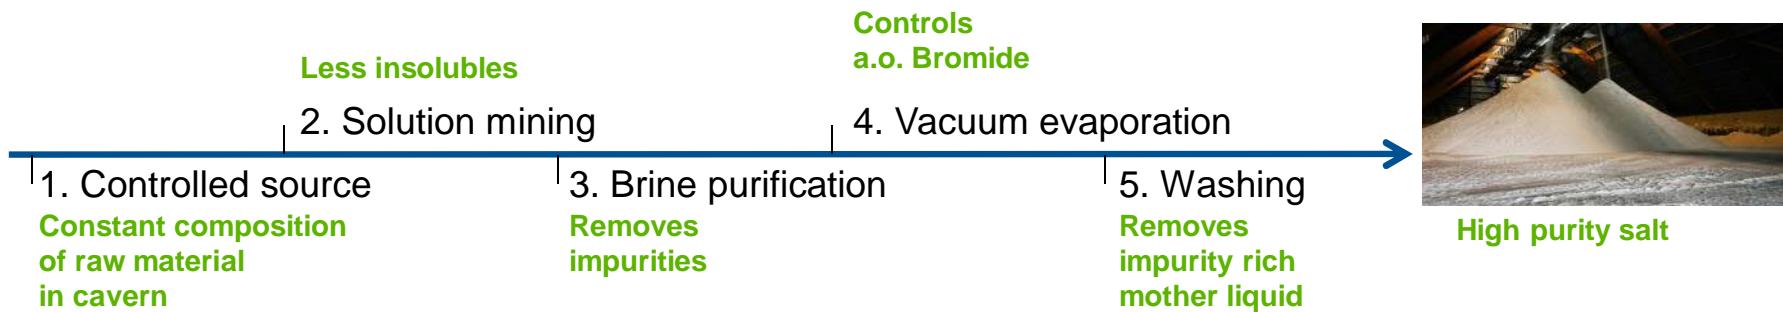 Controls
a.o. Bromide
Less insolubles
2. Solution mining
4. Vacuum evaporation
1. Controlled source
Constant composition
of raw material
in cavern
3. Brine purification
Removes
impurities
5. Washing
Removes
impurity rich
mother liquid
High purity salt